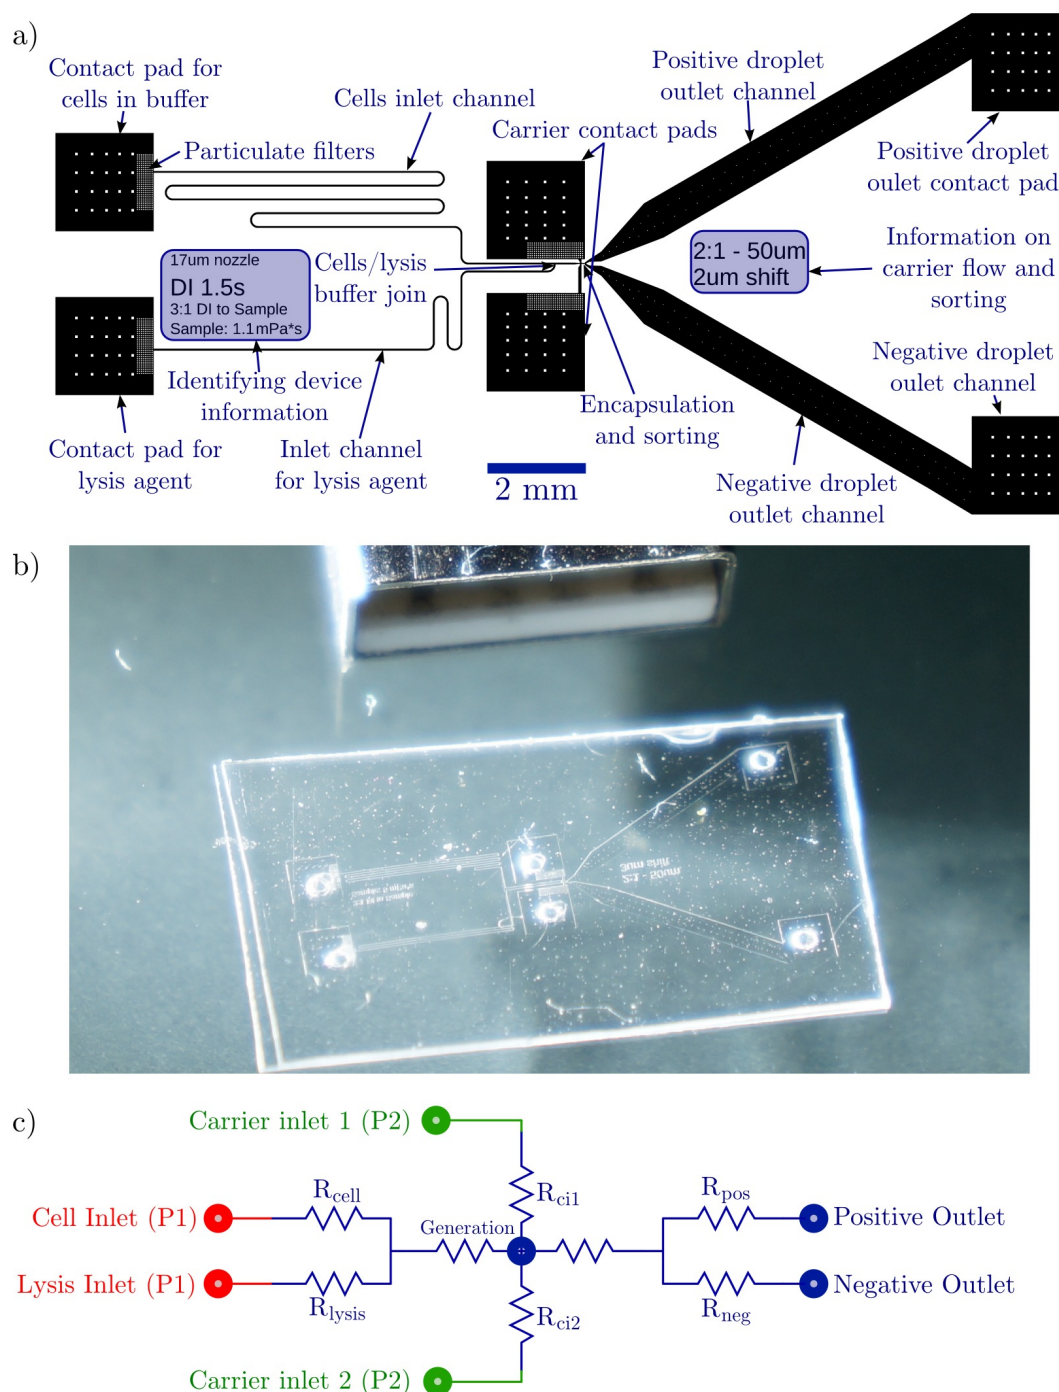 a)
Contact pad for
cells in buffer
Cells inlet channel
Particulate filters
Carrier contact pads
Positive droplet
outlet channel
Positive droplet
oulet contact pad
17um nozzle
DI 1.5s
3:1 DI to Sample
Sample: 1.1mPa*s
Cells/lysis
buffer join
2:1 - 50um
2um shift
Information on
carrier flow and
sorting
Identifying device
information
Encapsulation
and sorting
Negative droplet
oulet channel
Contact pad for
lysis agent
Inlet channel
for lysis agent
2 mm
Negative droplet
outlet channel
b)
3um shift
2:1 - 50um
c)
Carrier inlet 1 (P2)
Rcell
Rci1
Rpos
Cell Inlet (P1)
Generation
Positive Outlet
Lysis Inlet (P1)
Rlysis
Rci2
Rneg
Negative Outlet
Carrier inlet 2 (P2)